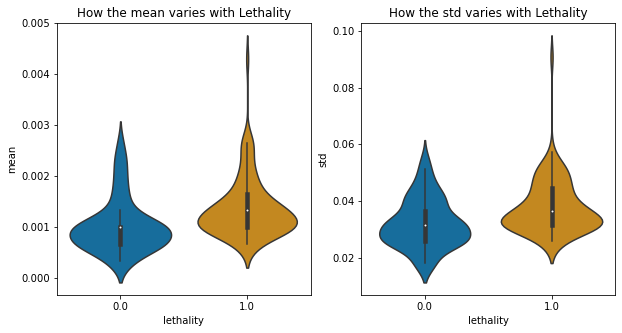 How the mean varies with Lethality
0.005
0.004
0.003
0.002
0.001
0.000
mean
0.0
1.0
lethality
How the std varies with Lethality
0.10
0.08
0.06
0.04
0.02
std
0.0
1.0
lethality